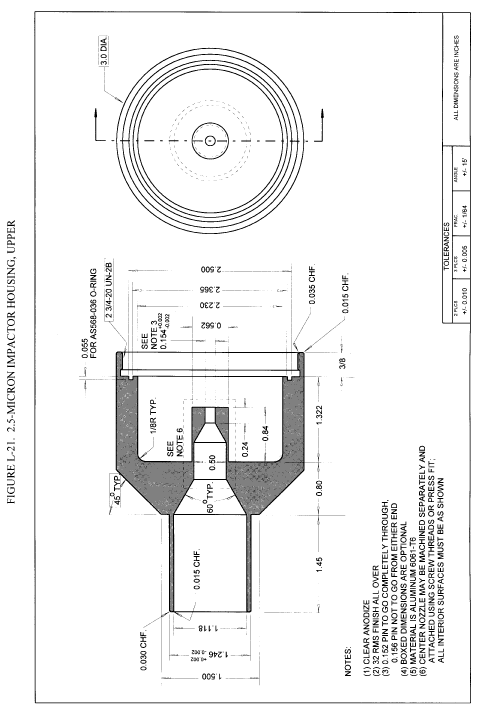 FIGURE L-21. 2.5-MICRON IMPACTOR HOUSING, UPPER
3.0 DIA.
0.055
FOR AS568-036 O-RING
2 3/4-20 UN-2B
2.500
2.365
2.230
0.562
SEE
NOTE 3
0.154 +0.002 -0.002
0.035 CHF.
0.015 CHF.
3/8
1/8R TYP.
SEE
NOTE 6
45° TYP.
60° TYP.
0.50
0.24
0.84
1.322
0.80
1.45
0.015 CHF.
0.030 CHF.
1.118
1.246 +0.002 -0.002
1.500
NOTES:
(1) CLEAR ANODIZE
(2) 32 RMS FINISH ALL OVER
(3) 0.152 PIN TO GO COMPLETELY THROUGH,
0.156 PIN NOT TO GO FROM EITHER END
(4) BOXED DIMENSIONS ARE OPTIONAL
(5) MATERIAL IS ALUMINUM 6061-T6
(6) CENTER NOZZLE MAY BE MACHINED SEPARATELY AND
ATTACHED USING SCREW THREADS OR PRESS FIT;
ALL INTERIOR SURFACES MUST BE AS SHOWN
TOLERANCES
2 PLCS 3 PLCS FRAC. ANGLE
+/- 0.010 +/- 0.005 +/- 1/64 +/- 15'
ALL DIMENSIONS ARE INCHES